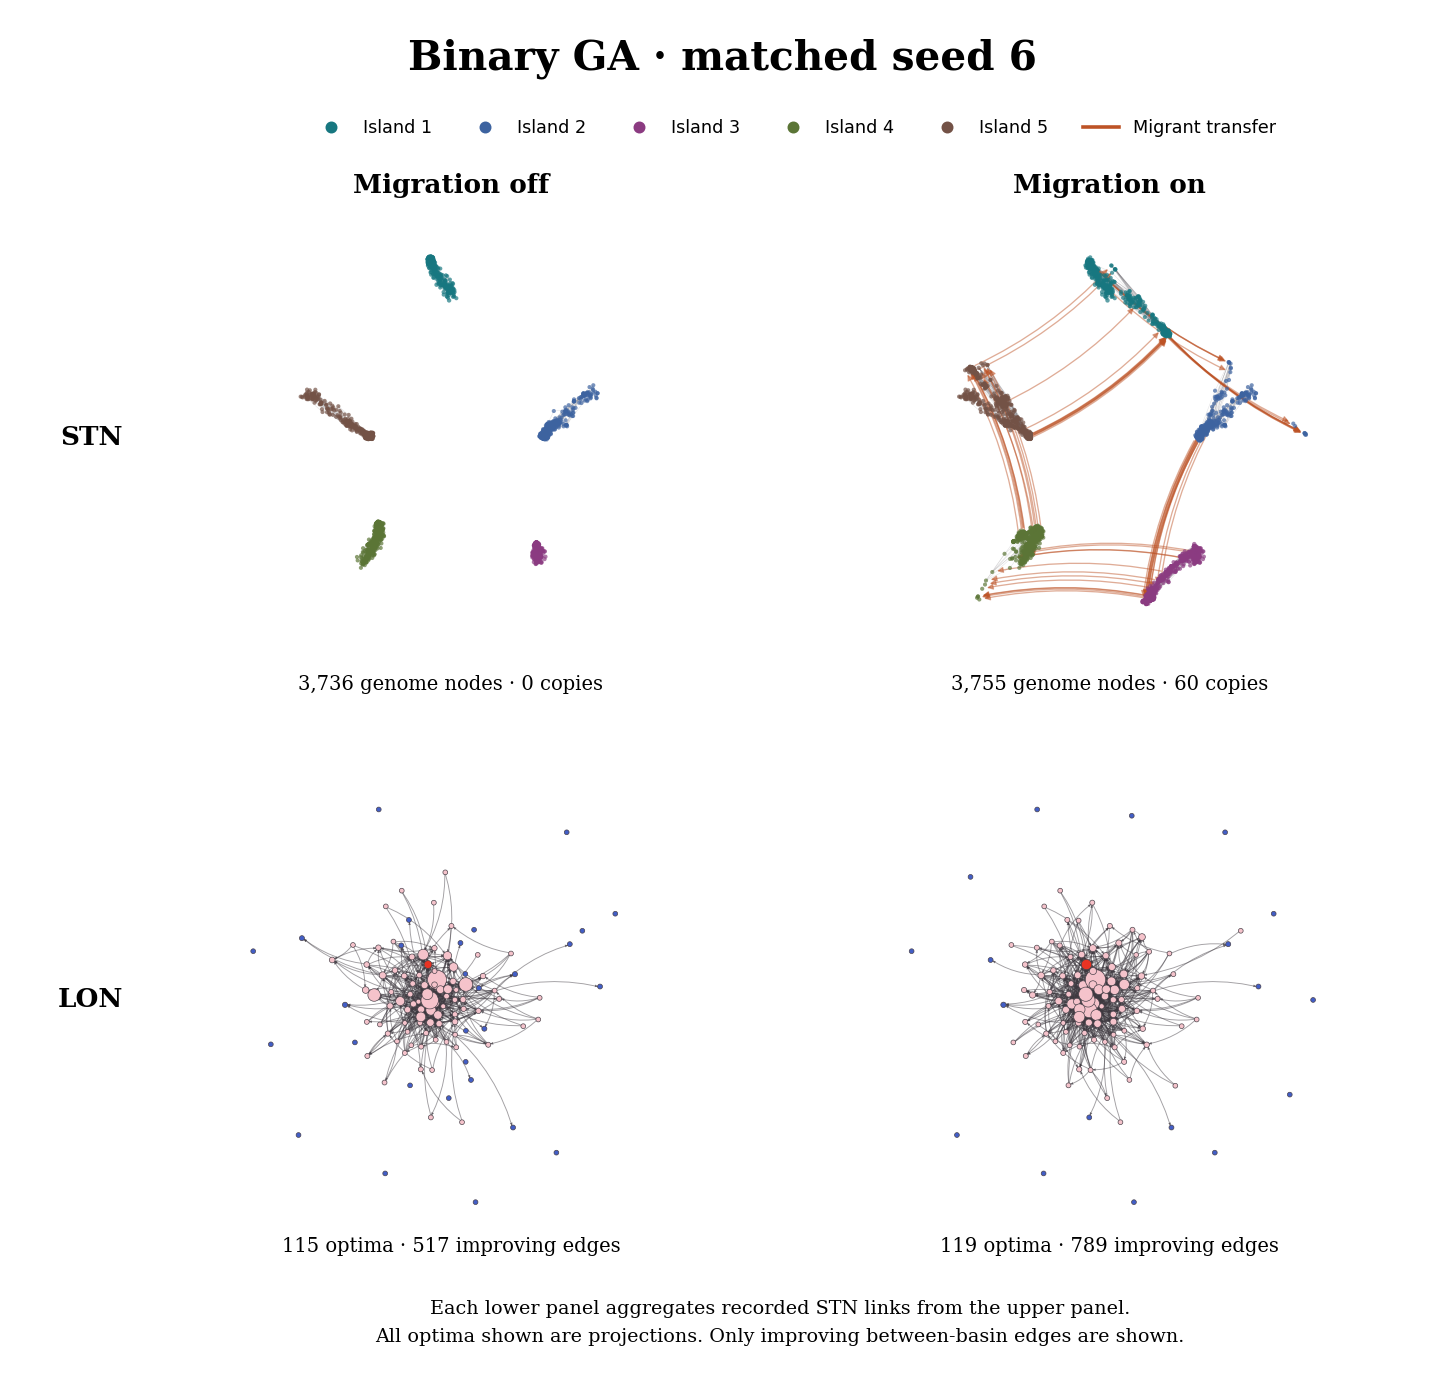 Binary GA · matched seed 6
Island 1 Island 2 Island 3 Island 4 Island 5 Migrant transfer
Migration off Migration on
STN
3,736 genome nodes · 0 copies 3,755 genome nodes · 60 copies
LON
115 optima · 517 improving edges 119 optima · 789 improving edges
Each lower panel aggregates recorded STN links from the upper panel.
All optima shown are projections. Only improving between-basin edges are shown.